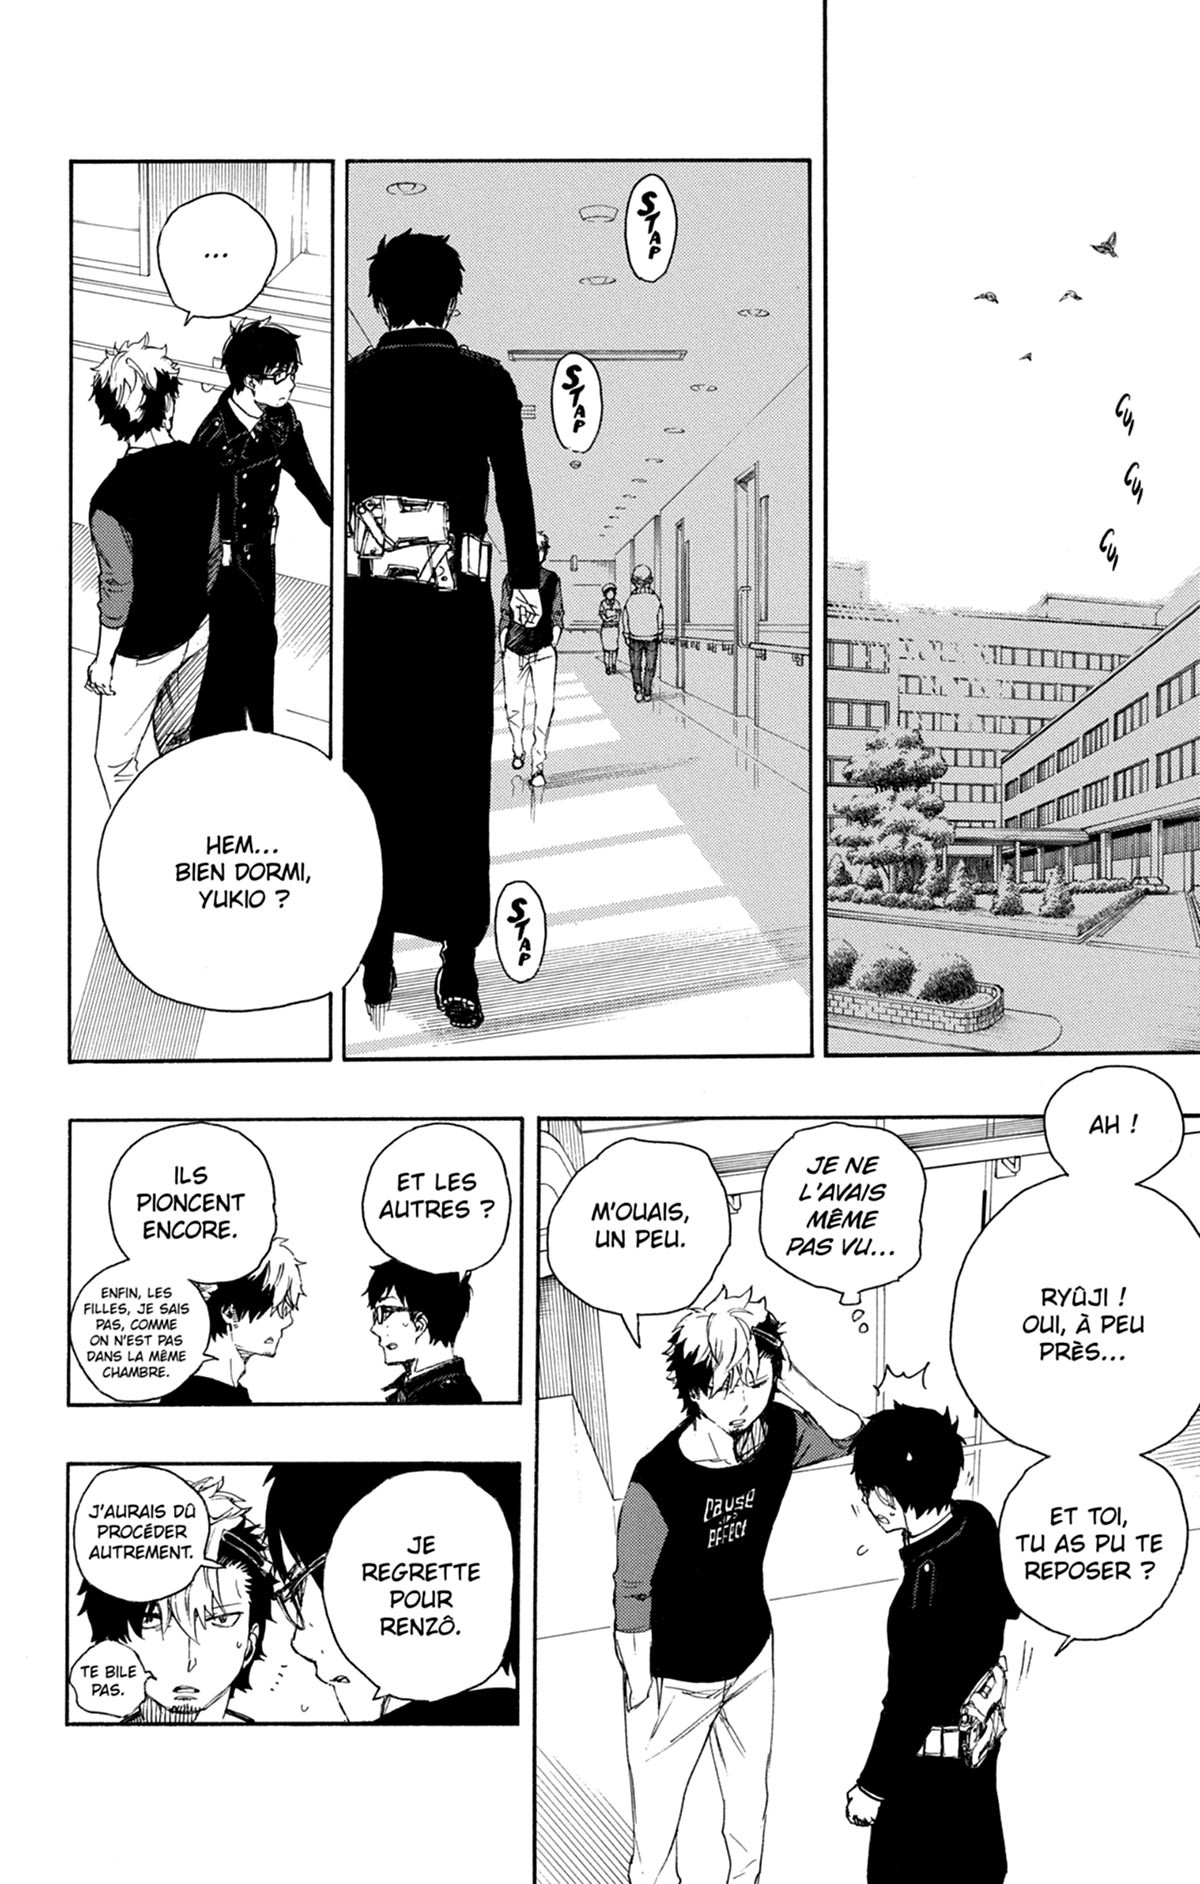 CUI
CUI
CUI
STAP
STAP
STAP
...
HEM...
BIEN DORMI,
YUKIO ?
AH !
RYÛJI !
OUI, À PEU
PRÈS...
ET TOI,
TU AS PU TE
REPOSER ?
JE NE
L'AVAIS
MÊME
PAS VU...
M'OUAIS,
UN PEU.
CAUSE
AND
EFFECT
ET LES
AUTRES ?
ILS
PIONCENT
ENCORE.
ENFIN, LES
FILLES, JE SAIS
PAS, COMME
ON N'EST PAS
DANS LA MÊME
CHAMBRE.
JE
REGRETTE
POUR
RENZÔ.
J'AURAIS DÛ
PROCÉDER
AUTREMENT.
TE BILE
PAS.